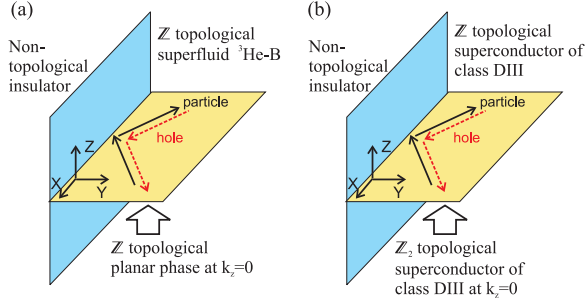 (a)
Non-
topological
insulator
ℤ topological
superfluid ³He-B
particle
hole
Z
X
Y
ℤ topological
planar phase at k_z=0
(b)
Non-
topological
insulator
ℤ topological
superconductor of
class DIII
particle
hole
Z
X
Y
ℤ₂ topological
superconductor of
class DIII at k_z=0